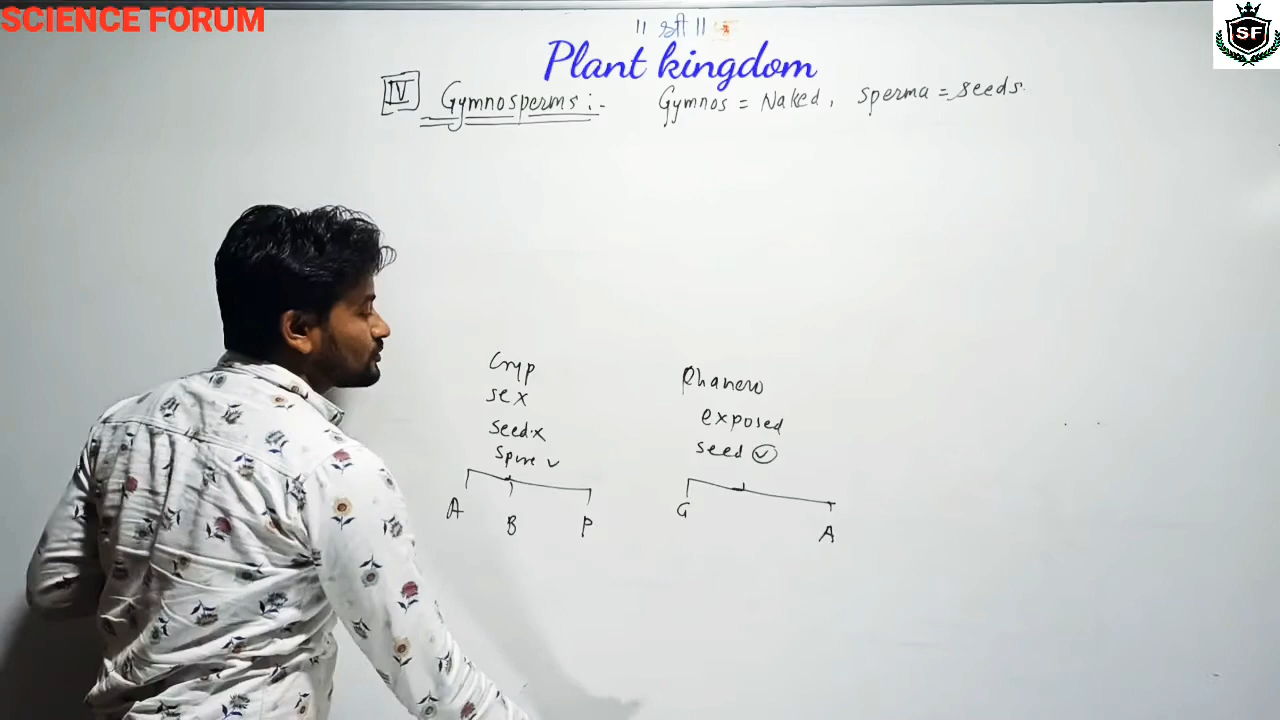 SCIENCE FORUM
॥ श्री ॥
SF
Plant kingdom
IV Gymnosperms :- Gymnos = Naked, sperma = seeds.
Cryp
sex
seed x
spore ✓
A B P
Phanero
exposed
seed ✓
G A